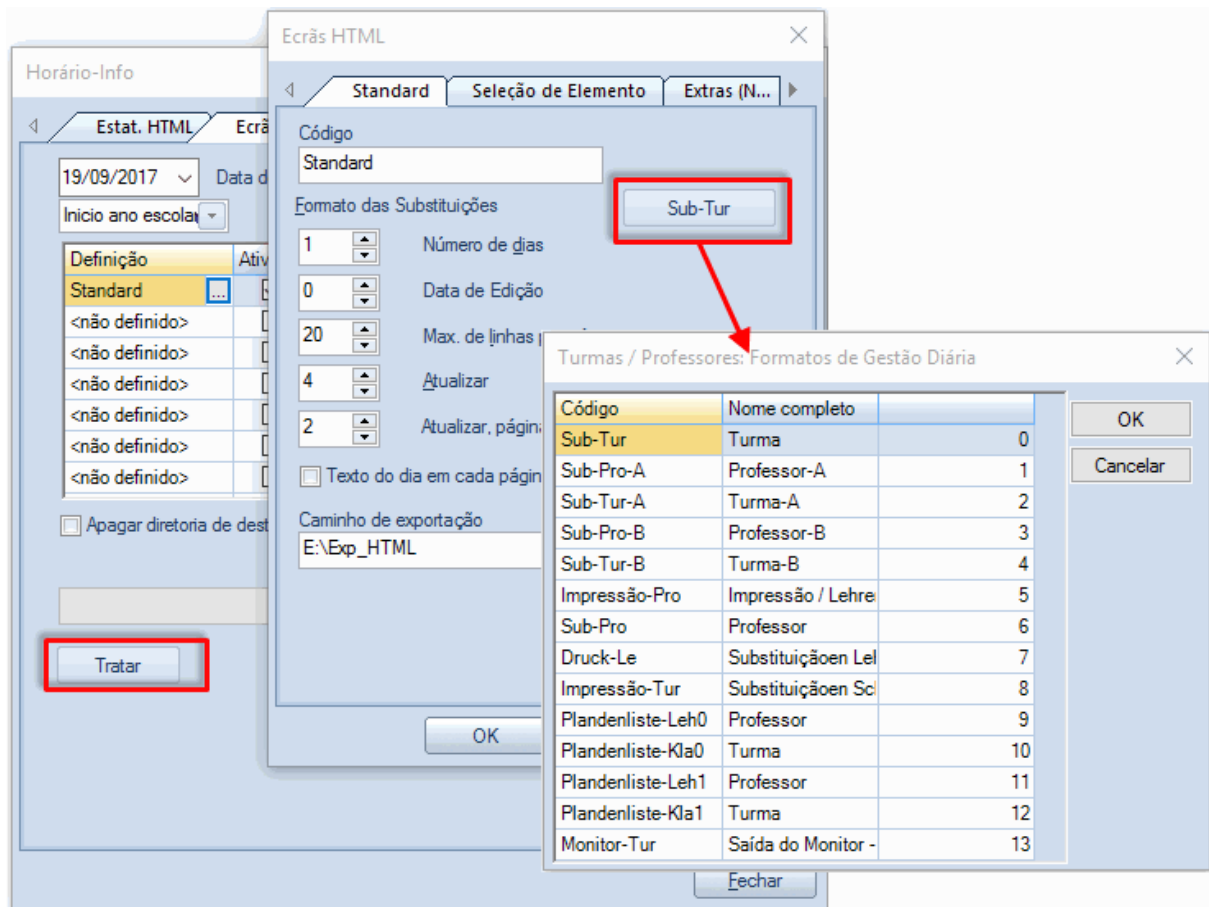 Horário-Info
Estat. HTML
Ecrã
19/09/2017
Data d
Inicio ano escolar
Definição
Ativ
Standard
...
<não definido>
<não definido>
<não definido>
<não definido>
<não definido>
<não definido>
Apagar diretoria de dest
Tratar
Fechar
Ecrãs HTML
Standard
Seleção de Elemento
Extras (N...
Código
Standard
Formato das Substituições
Sub-Tur
1
Número de dias
0
Data de Edição
20
Max. de linhas p
4
Atualizar
2
Atualizar, págin
Texto do dia em cada págin
Caminho de exportação
E:\Exp_HTML
OK
Turmas / Professores: Formatos de Gestão Diária
Código Nome completo
Sub-Tur Turma 0
Sub-Pro-A Professor-A 1
Sub-Tur-A Turma-A 2
Sub-Pro-B Professor-B 3
Sub-Tur-B Turma-B 4
Impressão-Pro Impressão / Lehre 5
Sub-Pro Professor 6
Druck-Le Substituiçãoen Lel 7
Impressão-Tur Substituiçãoen Scl 8
Plandenliste-Leh0 Professor 9
Plandenliste-Kla0 Turma 10
Plandenliste-Leh1 Professor 11
Plandenliste-Kla1 Turma 12
Monitor-Tur Saída do Monitor - 13
OK
Cancelar